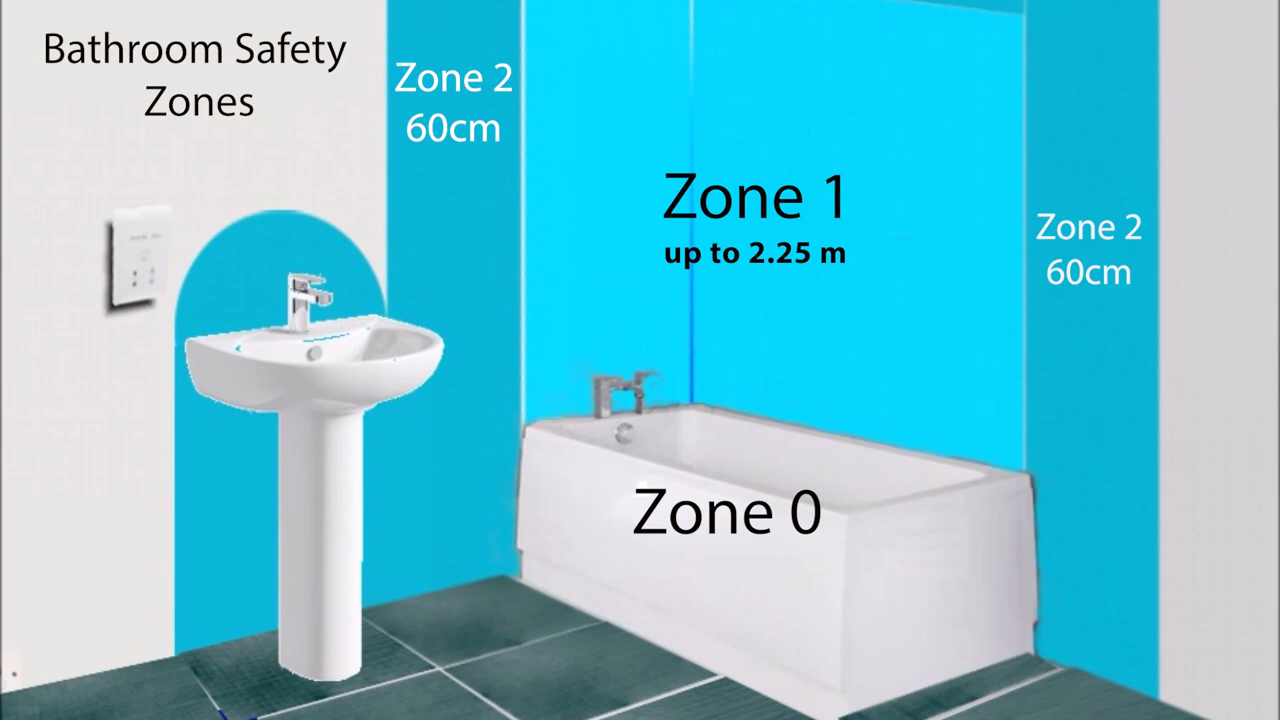 Bathroom Safety
Zones
Zone 2
60cm
Zone 1
up to 2.25 m
Zone 2
60cm
Zone 0